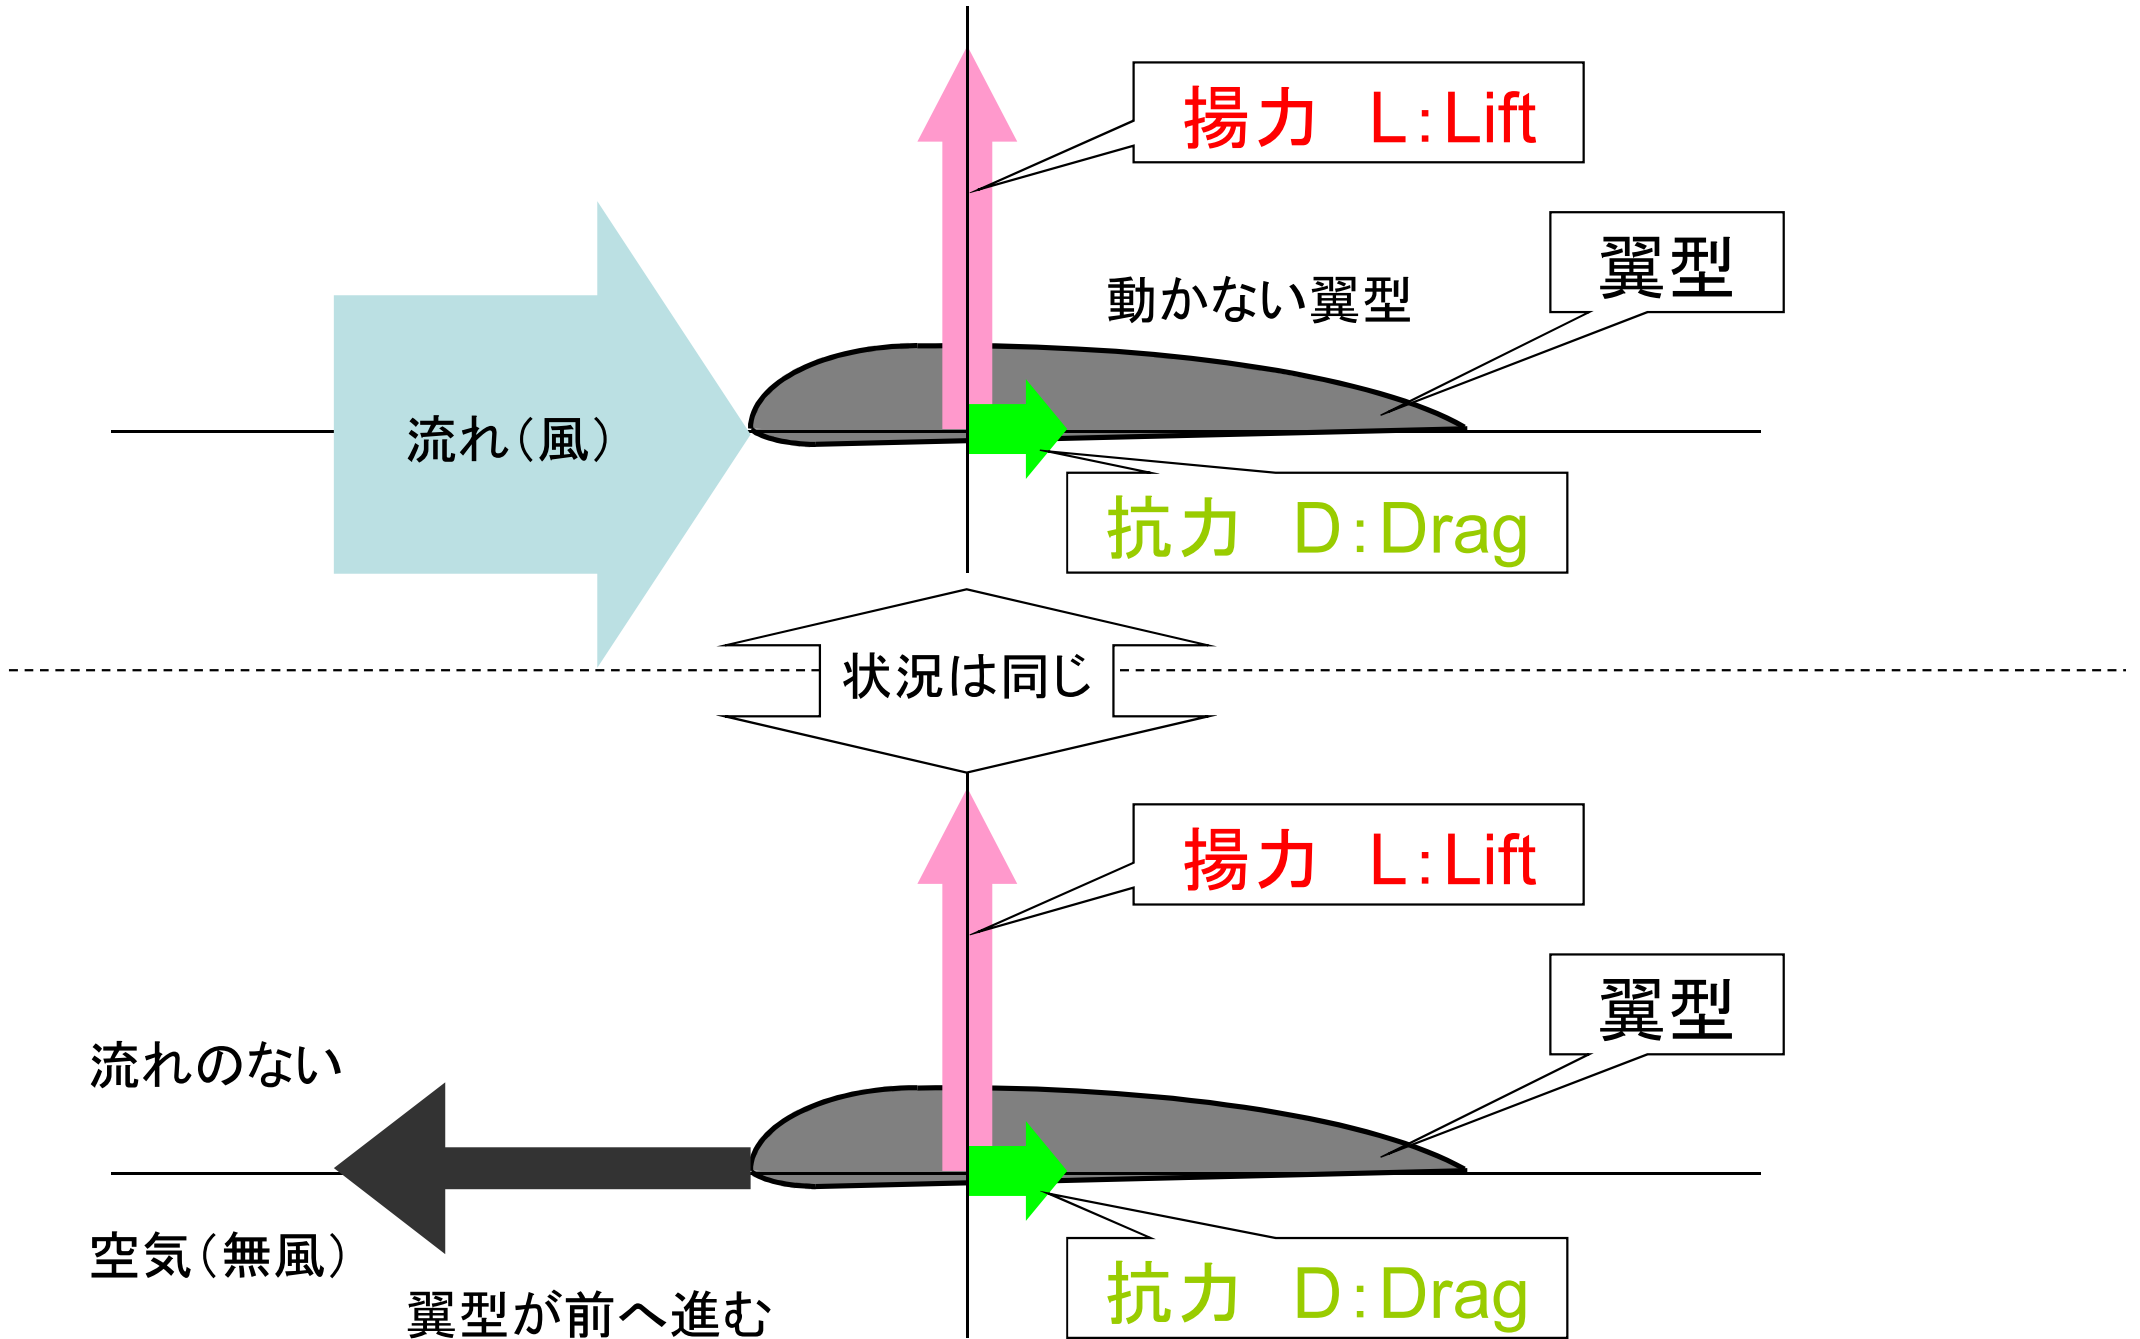 揚力　L：Lift
翼型
動かない翼型
流れ（風）
抗力　D：Drag
状況は同じ
揚力　L：Lift
翼型
流れのない
空気（無風）
抗力　D：Drag
翼型が前へ進む